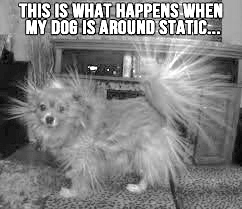 THIS IS WHAT HAPPENS WHEN
MY DOG IS AROUND STATIC...